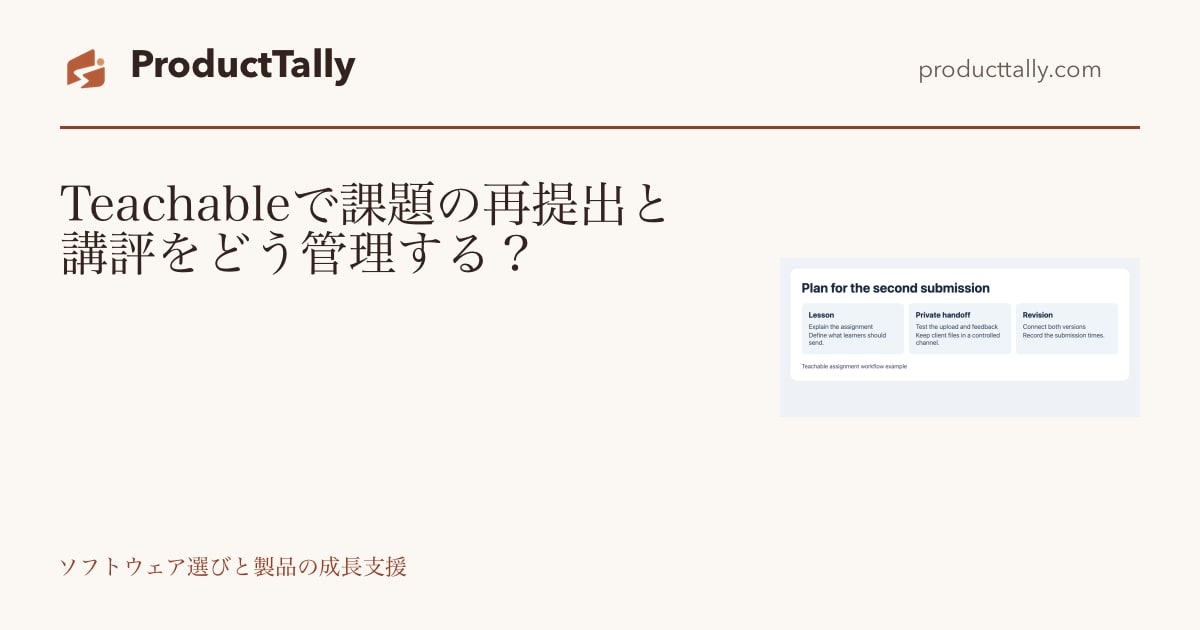 ProductTally
producttally.com
Teachableで課題の再提出と
講評をどう管理する？
Plan for the second submission
Lesson
Explain the assignment
Define what learners should
send.
Private handoff
Test the upload and feedback
Keep client files in a controlled
channel.
Revision
Connect both versions
Record the submission times.
Teachable assignment workflow example
ソフトウェア選びと製品の成長支援